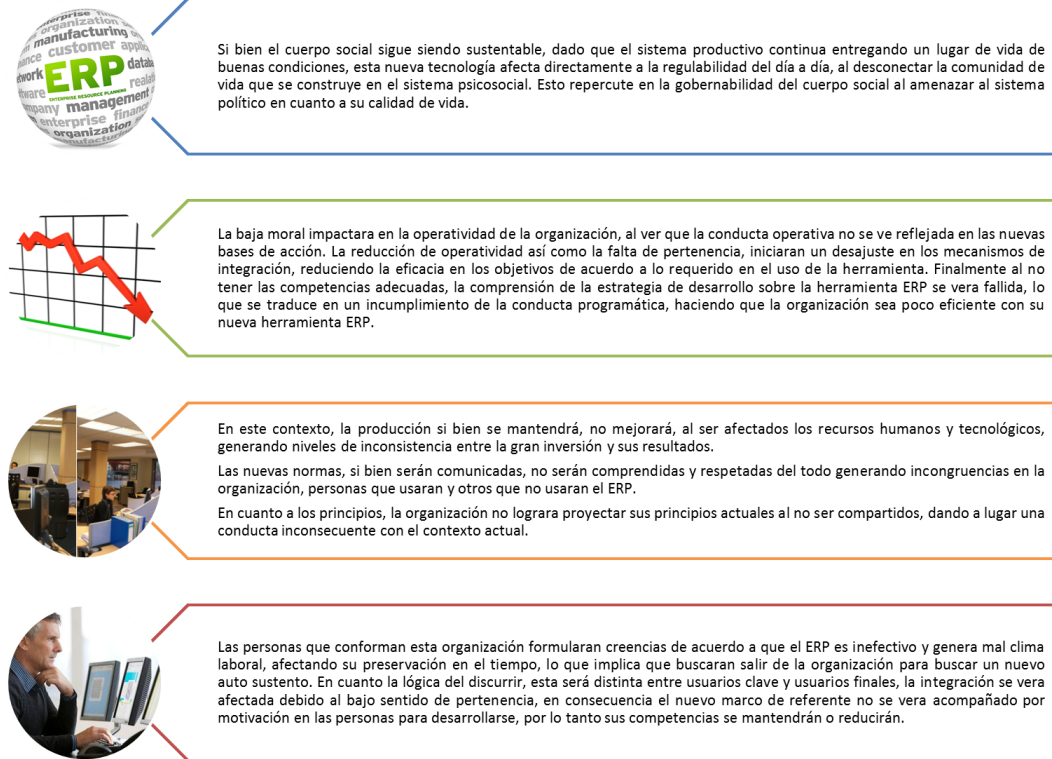 enterprise
organization
manufacturing
customer
network
ERP
database
ENTERPRISE RESOURCE PLANNING
management
enterprise finance
organization
Si bien el cuerpo social sigue siendo sustentable, dado que el sistema productivo continua entregando un lugar de vida de
buenas condiciones, esta nueva tecnología afecta directamente a la regulabilidad del día a día, al desconectar la comunidad de
vida que se construye en el sistema psicosocial. Esto repercute en la gobernabilidad del cuerpo social al amenazar al sistema
político en cuanto a su calidad de vida.
La baja moral impactara en la operatividad de la organización, al ver que la conducta operativa no se ve reflejada en las nuevas
bases de acción. La reducción de operatividad así como la falta de pertenencia, iniciaran un desajuste en los mecanismos de
integración, reduciendo la eficacia en los objetivos de acuerdo a lo requerido en el uso de la herramienta. Finalmente al no
tener las competencias adecuadas, la comprensión de la estrategia de desarrollo sobre la herramienta ERP se vera fallida, lo
que se traduce en un incumplimiento de la conducta programática, haciendo que la organización sea poco eficiente con su
nueva herramienta ERP.
En este contexto, la producción si bien se mantendrá, no mejorará, al ser afectados los recursos humanos y tecnológicos,
generando niveles de inconsistencia entre la gran inversión y sus resultados.
Las nuevas normas, si bien serán comunicadas, no serán comprendidas y respetadas del todo generando incongruencias en la
organización, personas que usaran y otros que no usaran el ERP.
En cuanto a los principios, la organización no lograra proyectar sus principios actuales al no ser compartidos, dando a lugar una
conducta inconsecuente con el contexto actual.
Las personas que conforman esta organización formularan creencias de acuerdo a que el ERP es inefectivo y genera mal clima
laboral, afectando su preservación en el tiempo, lo que implica que buscaran salir de la organización para buscar un nuevo
auto sustento. En cuanto la lógica del discurrir, esta será distinta entre usuarios clave y usuarios finales, la integración se vera
afectada debido al bajo sentido de pertenencia, en consecuencia el nuevo marco de referente no se vera acompañado por
motivación en las personas para desarrollarse, por lo tanto sus competencias se mantendrán o reducirán.